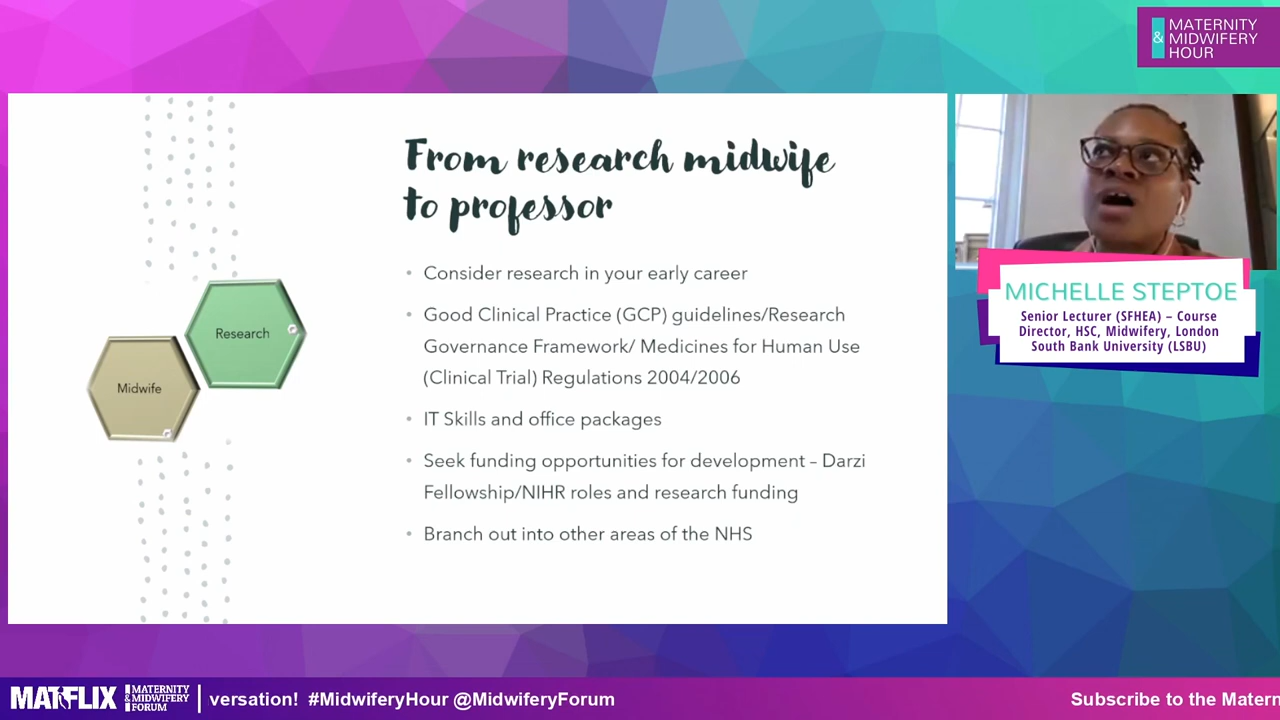 MATERNITY
& MIDWIFERY
HOUR
From research midwife
to professor
Research
Midwife
• Consider research in your early career
• Good Clinical Practice (GCP) guidelines/Research
Governance Framework/ Medicines for Human Use
(Clinical Trial) Regulations 2004/2006
• IT Skills and office packages
• Seek funding opportunities for development – Darzi
Fellowship/NIHR roles and research funding
• Branch out into other areas of the NHS
MICHELLE STEPTOE
Senior Lecturer (SFHEA) – Course
Director, HSC, Midwifery, London
South Bank University (LSBU)
MATFLIX
MATERNITY
& MIDWIFERY
FORUM
versation! #MidwiferyHour @MidwiferyForum
Subscribe to the Matern